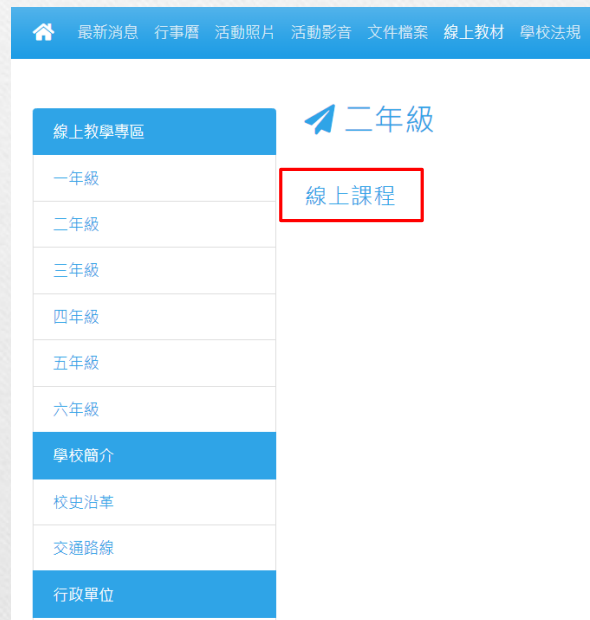 最新消息 行事曆 活動照片 活動影音 文件檔案 線上教材 學校法規
二年級
線上課程
線上教學專區
一年級
二年級
三年級
四年級
五年級
六年級
學校簡介
校史沿革
交通路線
行政單位